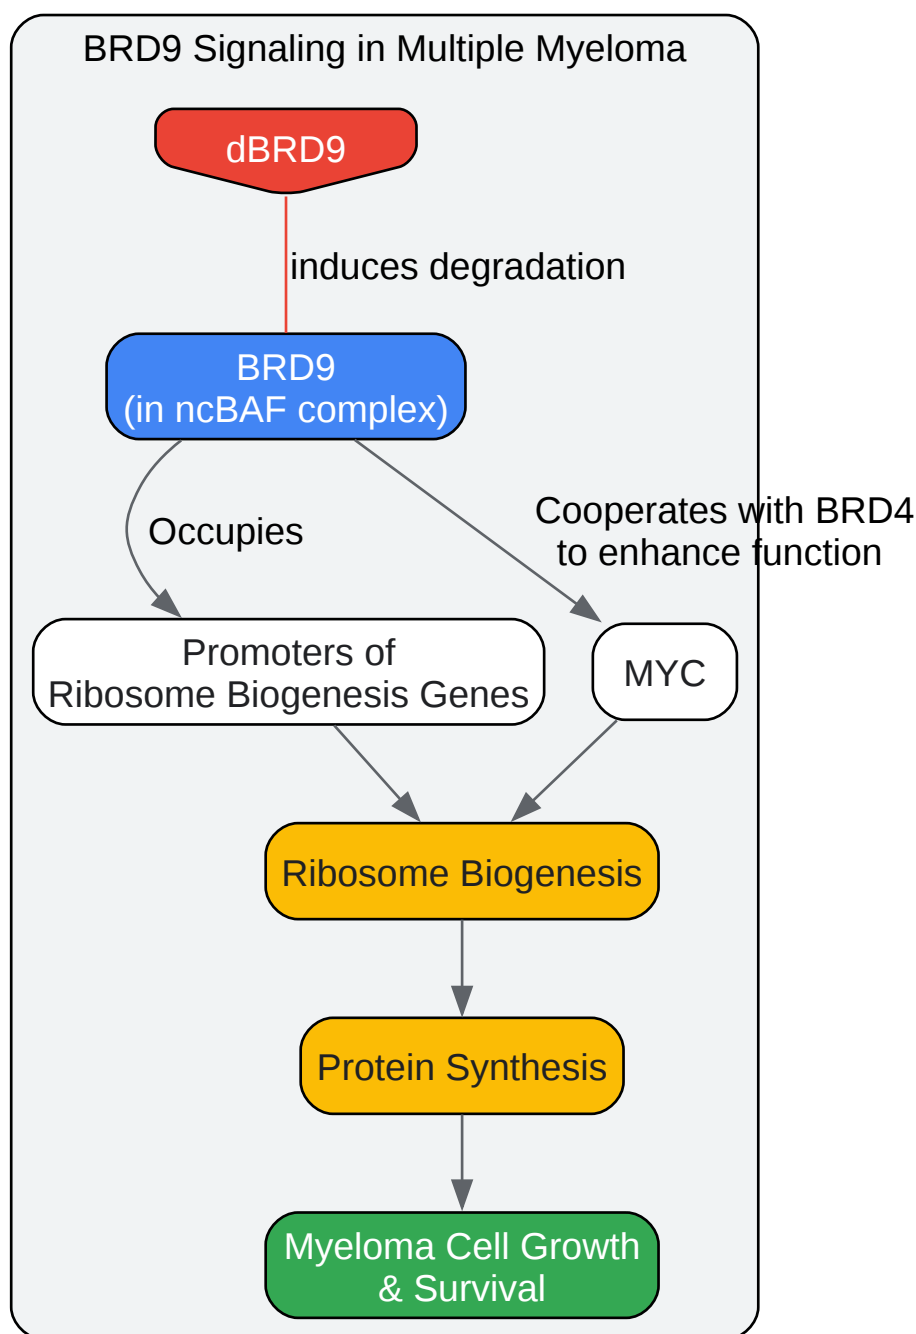 BRD9 Signaling in Multiple Myeloma
dBRD9
induces degradation
BRD9
(in ncBAF complex)
Occupies
Cooperates with BRD4
to enhance function
Promoters of
Ribosome Biogenesis Genes
MYC
Ribosome Biogenesis
Protein Synthesis
Myeloma Cell Growth
& Survival